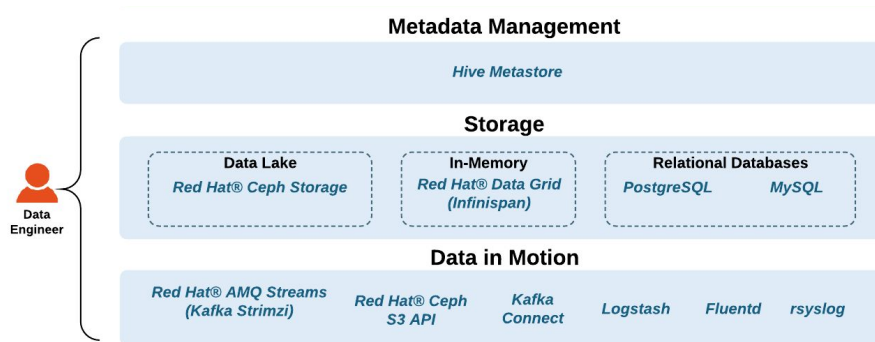 Metadata Management
Hive Metastore
Storage
Data Lake
Red Hat® Ceph Storage
In-Memory
Red Hat® Data Grid
(Infinispan)
Relational Databases
PostgreSQL MySQL
Data
Engineer
Data in Motion
Red Hat® AMQ Streams
(Kafka Strimzi)
Red Hat® Ceph
S3 API
Kafka
Connect
Logstash
Fluentd
rsyslog